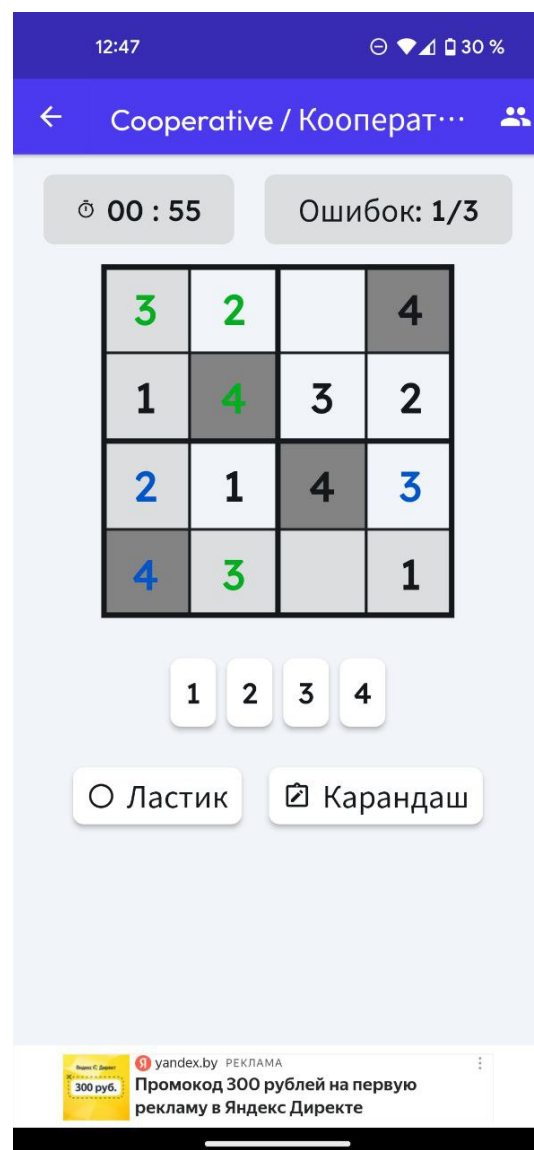 12:47 30 %
Cooperative / Кооперат...
00 : 55 Ошибок: 1/3
3 2 4
1 4 3 2
2 1 4 3
4 3 1
1 2 3 4
Ластик Карандаш
yandex.by РЕКЛАМА
300 руб.
Промокод 300 рублей на первую
рекламу в Яндекс Директе